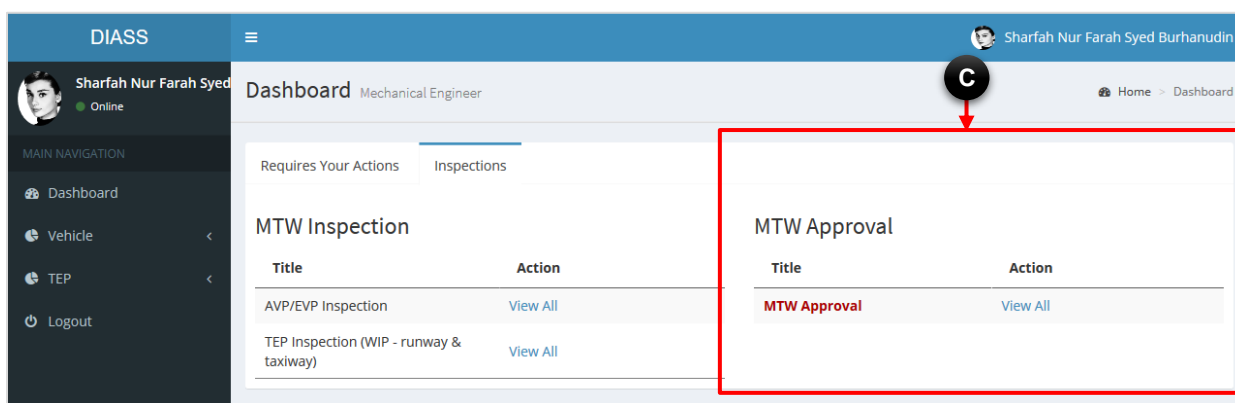 DIASS
Sharfah Nur Farah Syed Burhanudin
Sharfah Nur Farah Syed
Online
Dashboard Mechanical Engineer
C
Home > Dashboard
MAIN NAVIGATION
Dashboard
Vehicle
TEP
Logout
Requires Your Actions Inspections
MTW Inspection
Title Action
AVP/EVP Inspection View All
TEP Inspection (WIP - runway &
taxiway) View All
MTW Approval
Title Action
MTW Approval View All